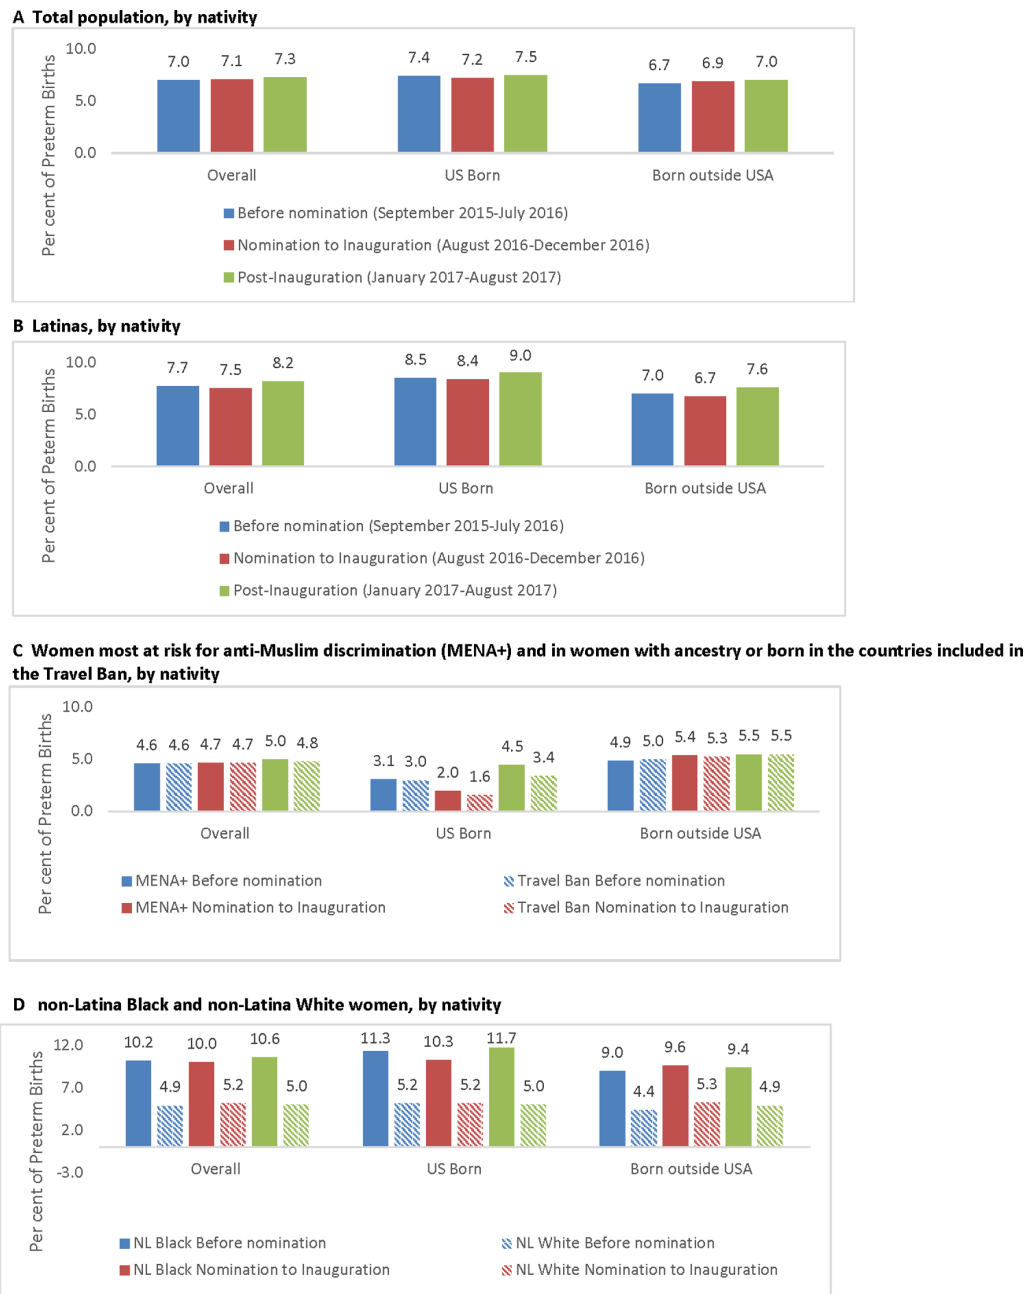 A  Total population, by nativity
Per cent of Preterm Births
10.0
5.0
0.0
7.0 7.1 7.3 7.4 7.2 7.5 6.7 6.9 7.0
Overall US Born Born outside USA
Before nomination (September 2015-July 2016)
Nomination to Inauguration (August 2016-December 2016)
Post-Inauguration (January 2017-August 2017)
B  Latinas, by nativity
Per cent of Peterm Births
10.0
5.0
0.0
7.7 7.5 8.2 8.5 8.4 9.0 7.0 6.7 7.6
Overall US Born Born outside USA
Before nomination (September 2015-July 2016)
Nomination to Inauguration (August 2016-December 2016)
Post-Inauguration (January 2017-August 2017)
C  Women most at risk for anti-Muslim discrimination (MENA+) and in women with ancestry or born in the countries included in
the Travel Ban, by nativity
Per cent of Preterm Births
10.0
5.0
0.0
4.6 4.6 4.7 4.7 5.0 4.8 3.1 3.0 2.0 1.6 4.5 3.4 4.9 5.0 5.4 5.3 5.5 5.5
Overall US Born Born outside USA
MENA+ Before nomination Travel Ban Before nomination
MENA+ Nomination to Inauguration Travel Ban Nomination to Inauguration
D  non-Latina Black and non-Latina White women, by nativity
Per cent of Preterm Births
12.0
7.0
2.0
-3.0
10.2 4.9 10.0 5.2 10.6 5.0 11.3 5.2 10.3 5.2 11.7 5.0 9.0 4.4 9.6 5.3 9.4 4.9
Overall US Born Born outside USA
NL Black Before nomination NL White Before nomination
NL Black Nomination to Inauguration NL White Nomination to Inauguration